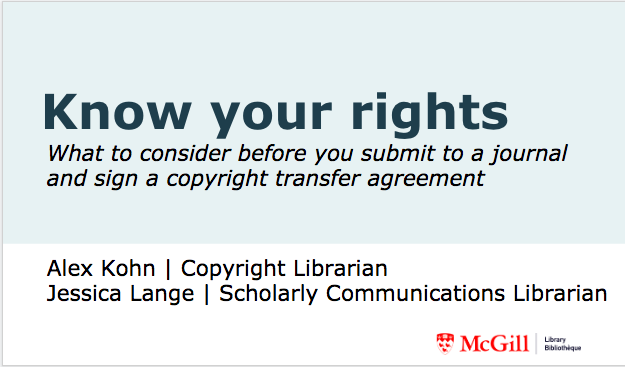 Know your rights
What to consider before you submit to a journal
and sign a copyright transfer agreement
Alex Kohn | Copyright Librarian
Jessica Lange | Scholarly Communications Librarian
McGill
Library
Bibliothèque